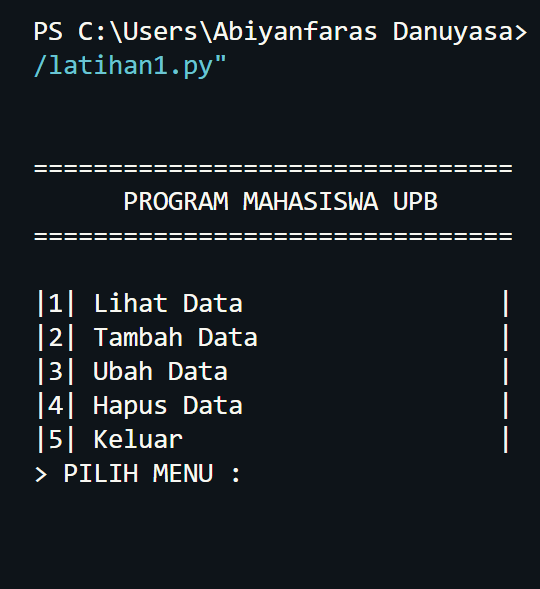 PS C:\Users\Abiyanfaras Danuyasa>
/latihan1.py"
================================
PROGRAM MAHASISWA UPB
================================
|1| Lihat Data                 |
|2| Tambah Data                |
|3| Ubah Data                  |
|4| Hapus Data                 |
|5| Keluar                     |
> PILIH MENU :